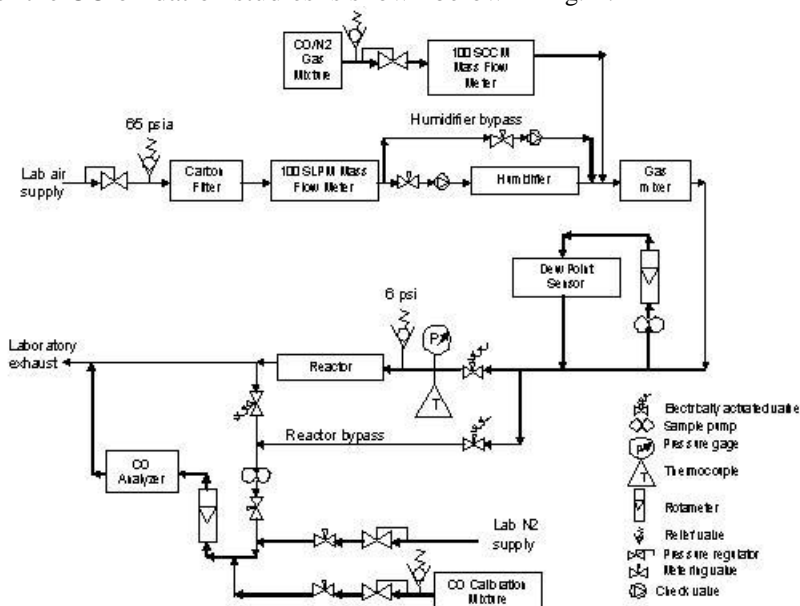 CO/N2
Gas
Mixture
100 SCCM
Mass Flow
Meter
65 psia
Humidifier bypass
Lab air
supply
Carbon
Filter
100 SLPM Mass
Flow Meter
Humidifier
Gas
mixer
Dew Point
Sensor
6 psi
P
T
Laboratory
exhaust
Reactor
Reactor bypass
CO
Analyzer
Lab N2
supply
CO Calibration
Mixture
Electrically actuated valve
Sample pump
P
Pressure gage
T
Thermocouple
Rotameter
Relief valve
Pressure regulator
Metering valve
Check valve